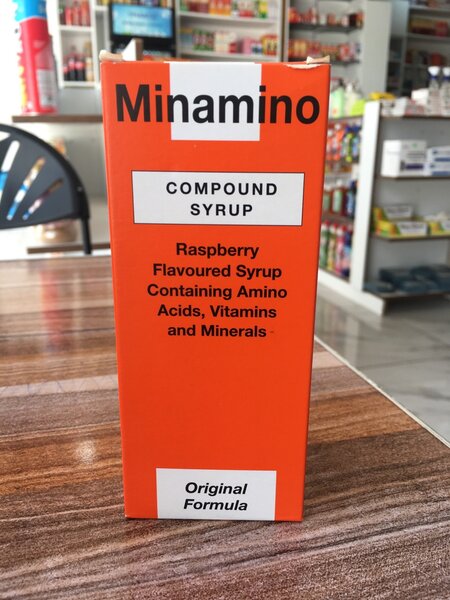 Minamino
COMPOUND
SYRUP
Raspberry
Flavoured Syrup
Containing Amino
Acids, Vitamins
and Minerals
Original
Formula